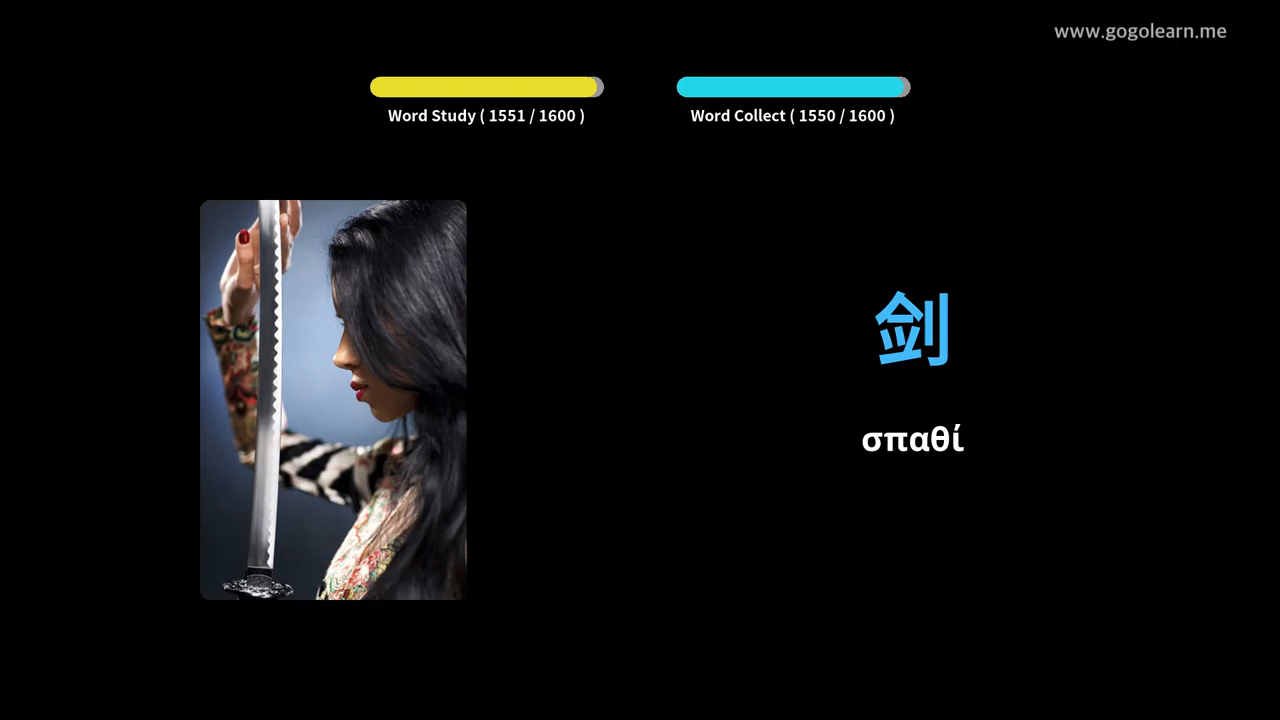 www.gogolearn.me
Word Study ( 1551 / 1600 )
Word Collect ( 1550 / 1600 )
剑
σπαθί